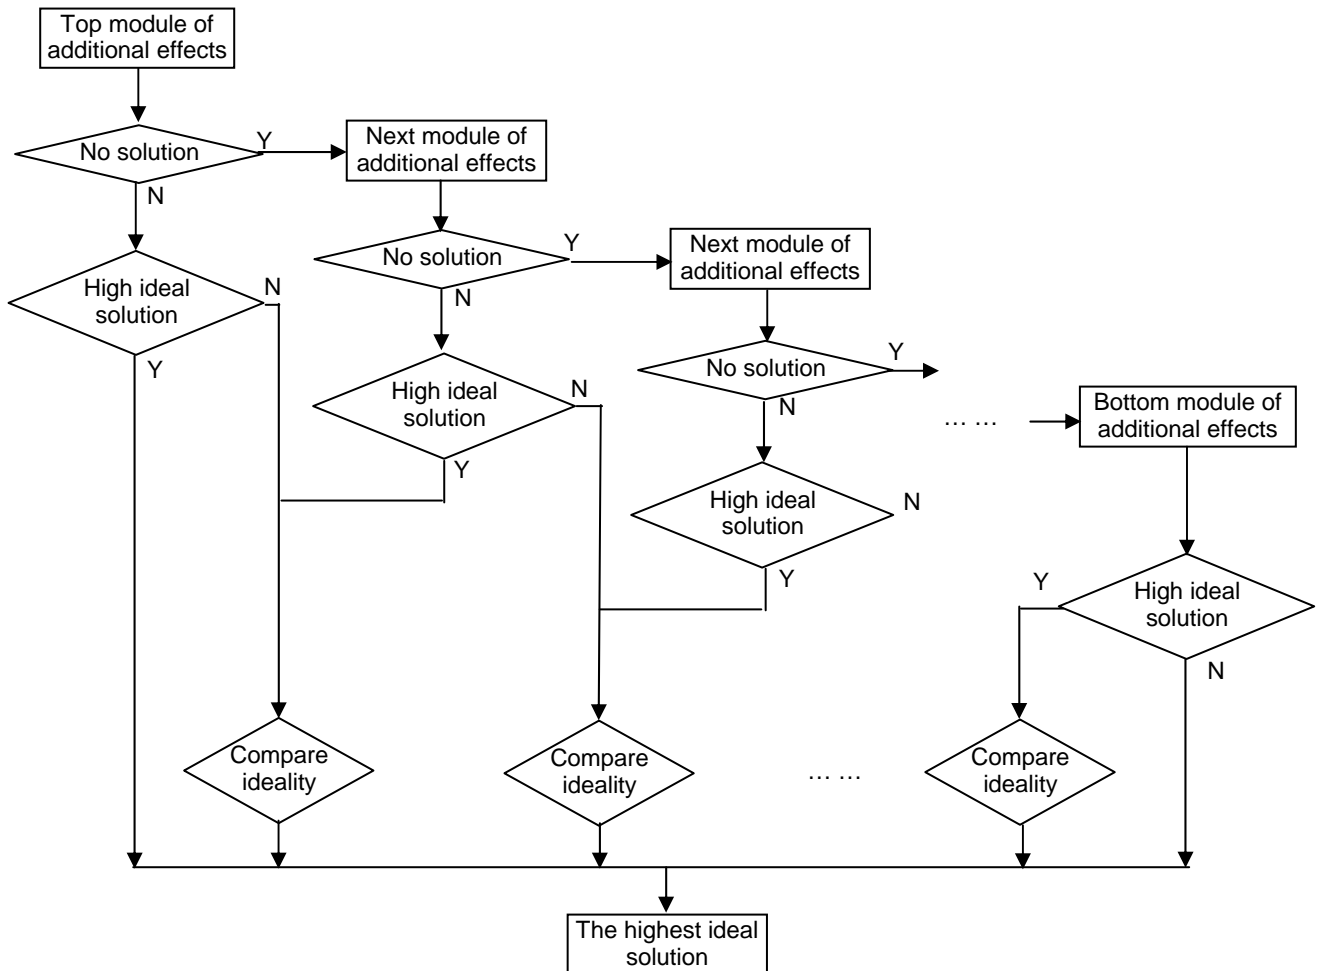 Top module of
additional effects
No solution
Y
N
Next module of
additional effects
High ideal
solution
N
Y
No solution
Y
N
Next module of
additional effects
High ideal
solution
N
Y
No solution
Y
N
High ideal
solution
N
Y
... ...
Bottom module of
additional effects
High ideal
solution
Y
N
Compare
ideality
Compare
ideality
... ...
Compare
ideality
The highest ideal
solution